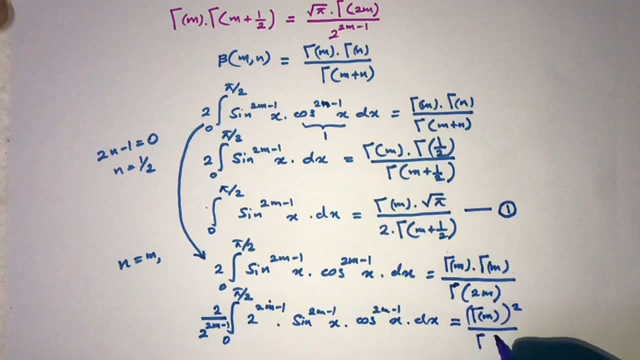 Γ(m).Γ(m+1/2) = √π.Γ(2m) / 2^(2m-1)
β(m,n) = Γ(m).Γ(n) / Γ(m+n)
2∫_0^(π/2) Sin^(2m-1) x. cos^(2n-1) x dx = Γ(m).Γ(n) / Γ(m+n)
1
2n-1=0
n=1/2
2∫_0^(π/2) Sin^(2m-1) x. dx = Γ(m).Γ(1/2) / Γ(m+1/2)
∫_0^(π/2) Sin^(2m-1) x .dx = Γ(m).√π / 2.Γ(m+1/2) — ①
n=m,
2∫_0^(π/2) Sin^(2m-1) x. cos^(2m-1) x . dx = Γ(m).Γ(m) / Γ(2m)
2/2^(2m-1) ∫_0^(π/2) 2^(2m-1) . Sin^(2m-1) x. cos^(2m-1) x. dx = (Γ(m))^2 / Γ